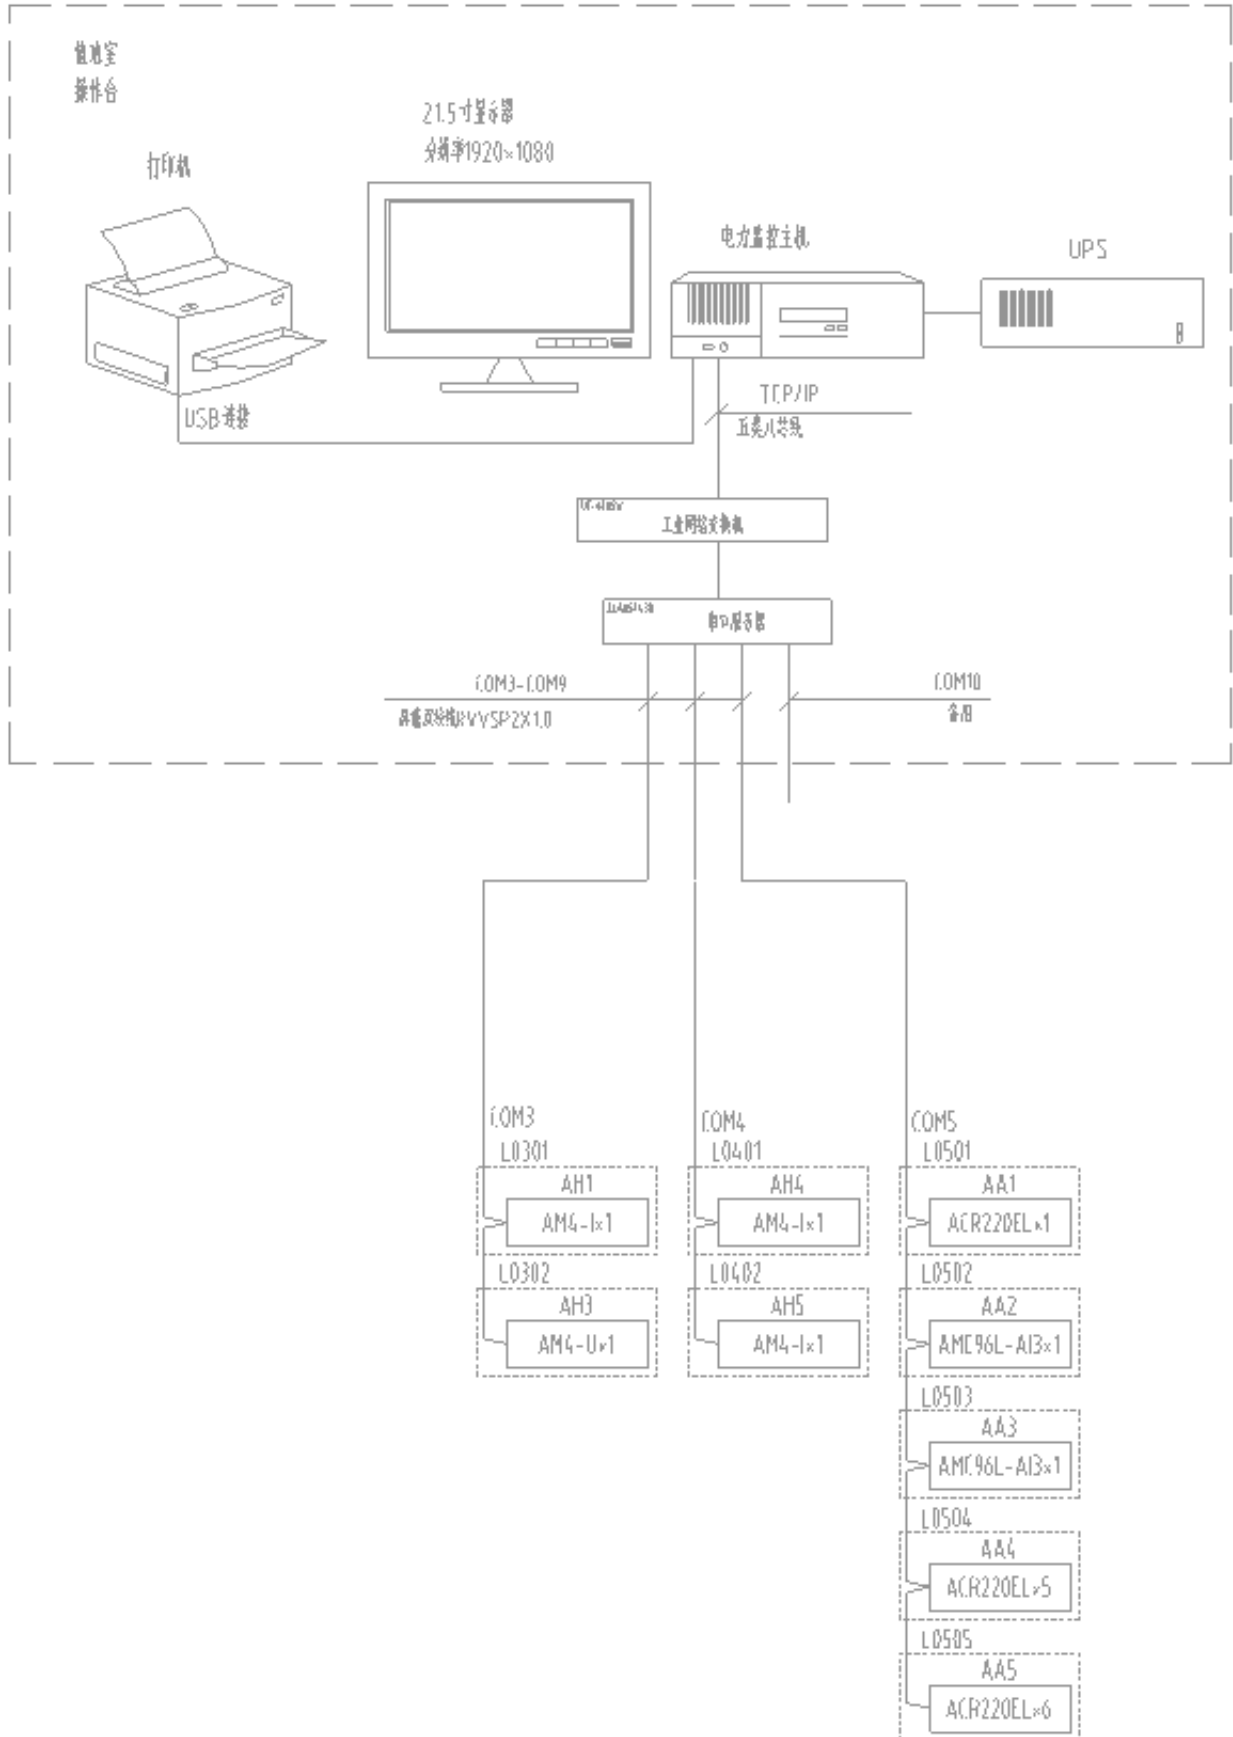 值班室
操作台
21.5寸显示器
分辨率1920×1080
打印机
电力监控主机
UPS
USB连接
TCP/IP
五类八芯线
工业网络交换机
串口服务器
COM3-COM9
屏蔽双绞线RVVSP2X1.0
COM10
备用
COM3
L0301
AH1
AM4-I×1
L0302
AH3
AM4-U×1
COM4
L0401
AH4
AM4-I×1
L0402
AH5
AM4-I×1
COM5
L0501
AA1
ACR220EL×1
L0502
AA2
AMC96L-AI3×1
L0503
AA3
AMC96L-AI3×1
L0504
AA4
ACR220EL×5
L0505
AA5
ACR220EL×6